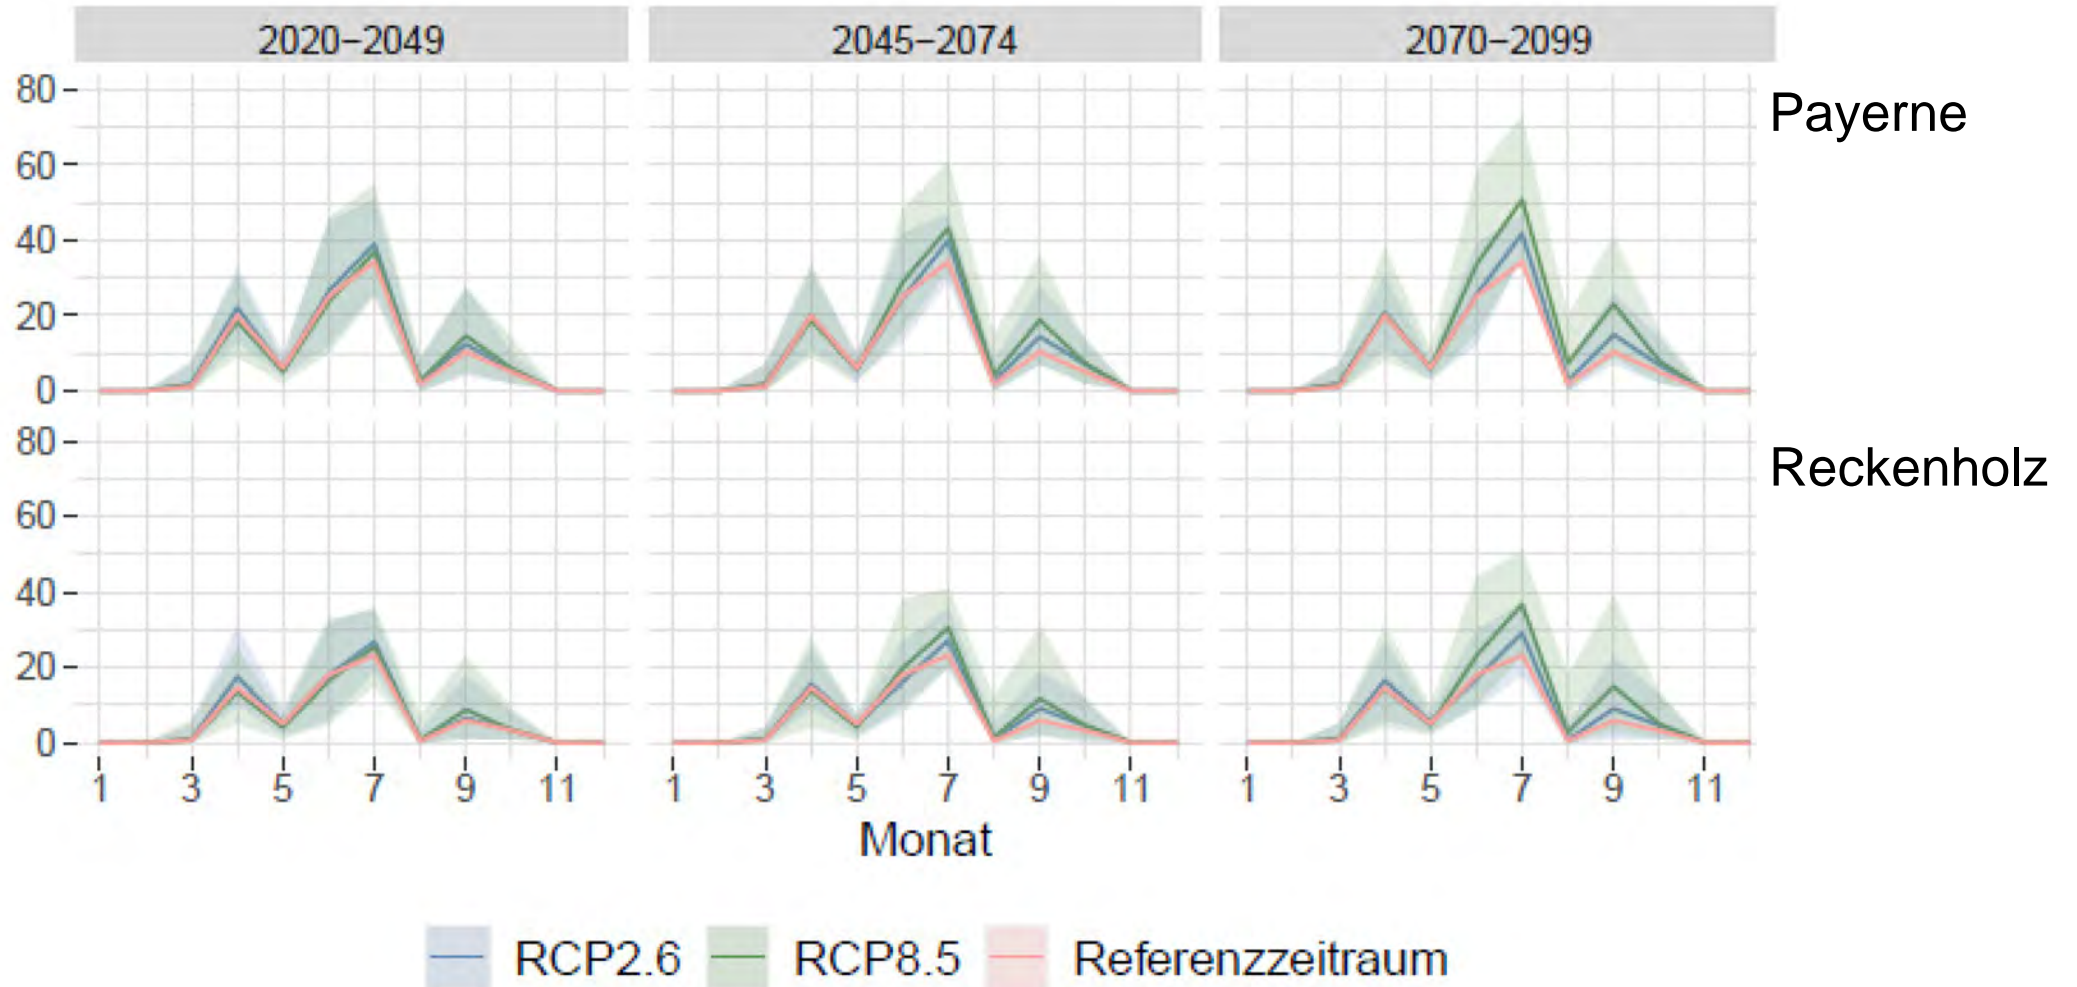 2020–2049 2045–2074 2070–2099
80
Payerne
60
40
20
0
80
Reckenholz
60
40
20
0
1 3 5 7 9 11 1 3 5 7 9 11 1 3 5 7 9 11
Monat
RCP2.6 RCP8.5 Referenzzeitraum